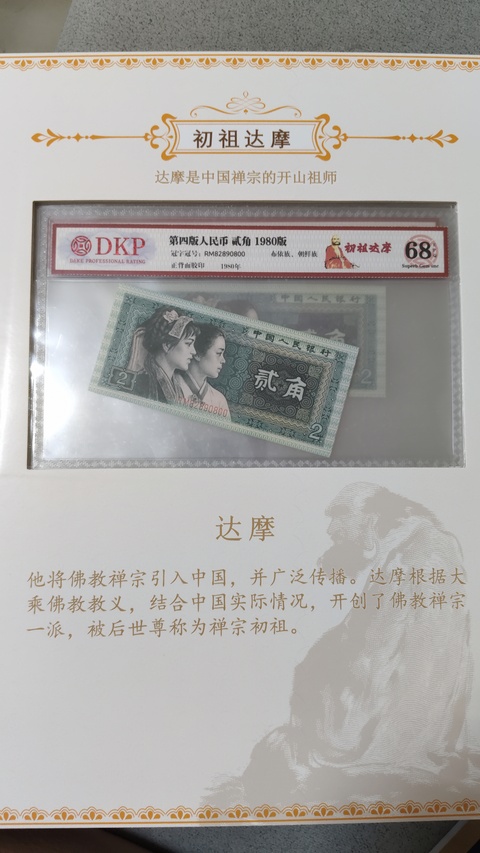 初祖达摩
达摩是中国禅宗的开山祖师
DKP
DAKE PROFESSIONAL RATING
第四版人民币 贰角 1980版
冠字冠号：RM82890800 布依族、朝鲜族
正背面胶印 1980年
初祖达摩
68
中国人民银行
贰角
2
2
达摩
他将佛教禅宗引入中国，并广泛传播。达摩根据大
乘佛教教义，结合中国实际情况，开创了佛教禅宗
一派，被后世尊称为禅宗初祖。